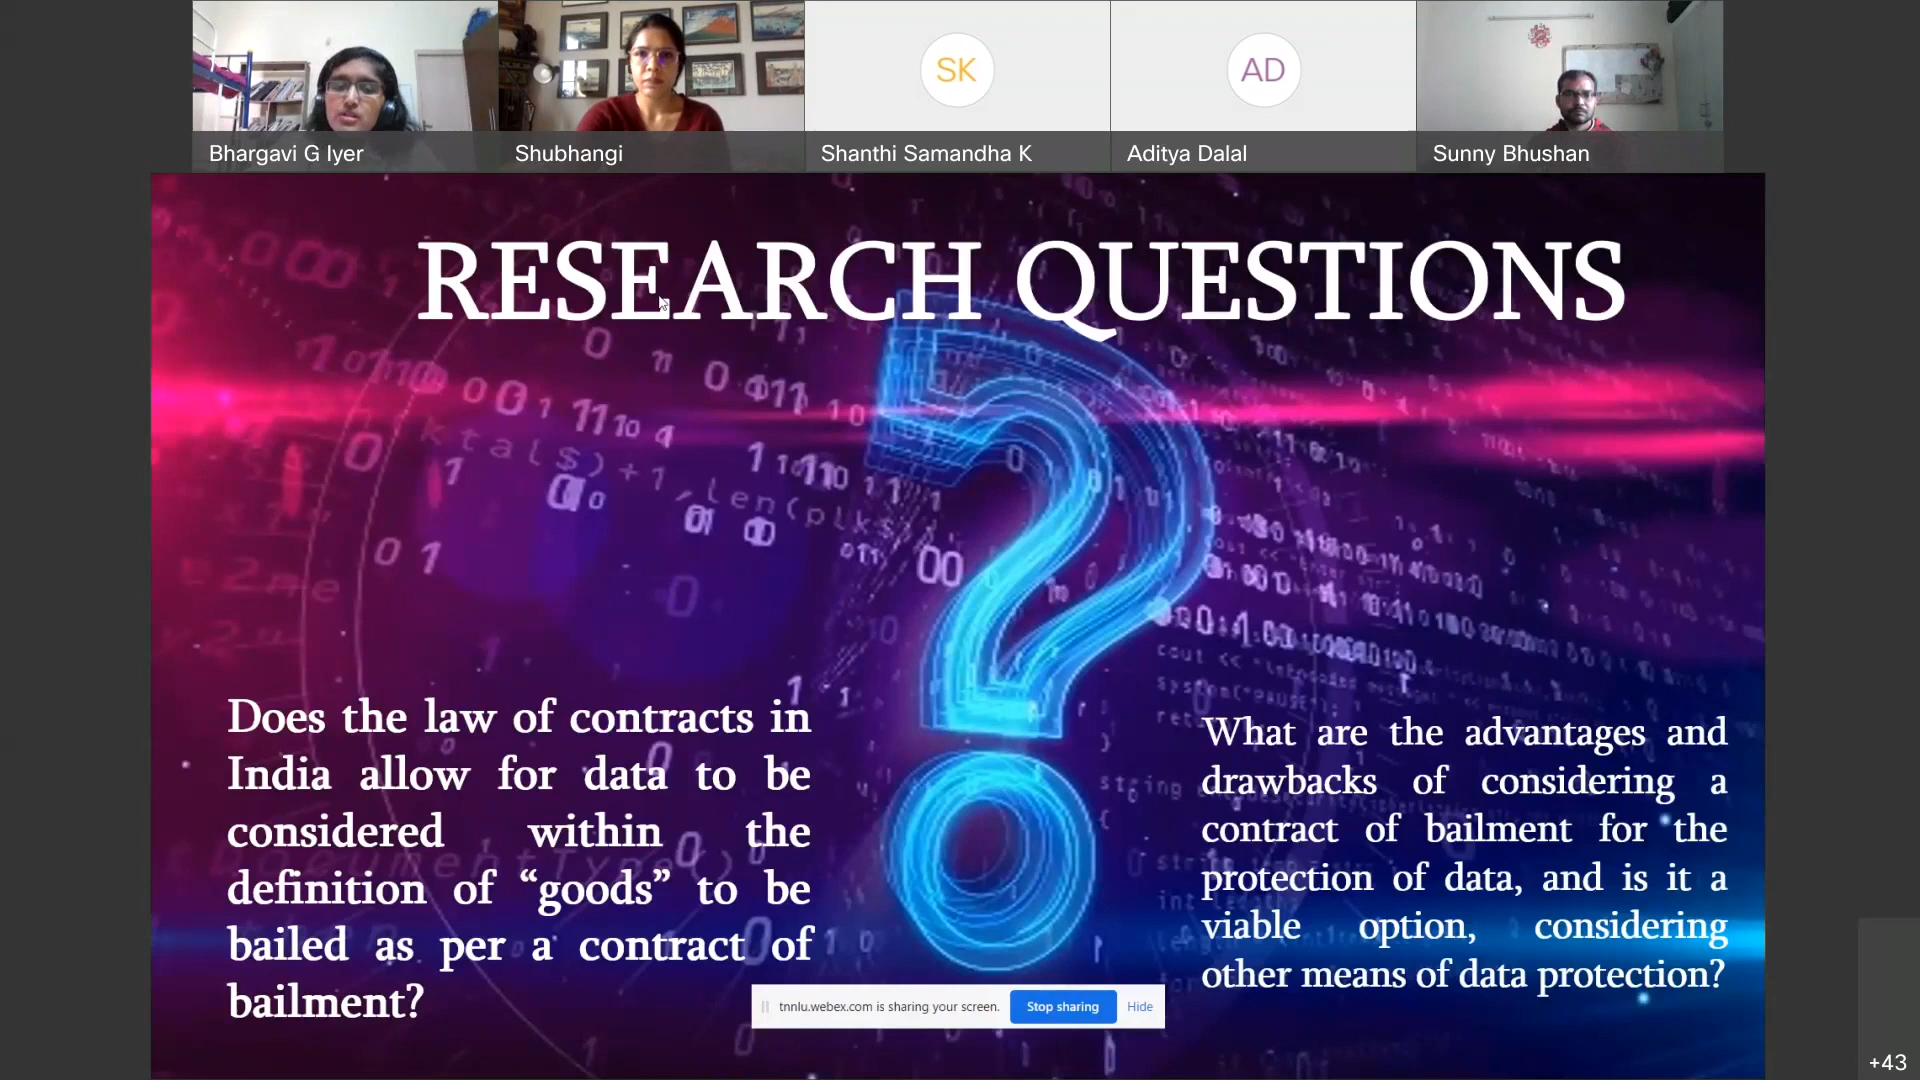 SK
AD
Bhargavi G Iyer
Shubhangi
Shanthi Samandha K
Aditya Dalal
Sunny Bhushan
RESEARCH QUESTIONS
Does the law of contracts in
India allow for data to be
considered within the
definition of “goods” to be
bailed as per a contract of
bailment?
What are the advantages and
drawbacks of considering a
contract of bailment for the
protection of data, and is it a
viable option, considering
other means of data protection?
tnnlu.webex.com is sharing your screen.
Stop sharing
Hide
+43